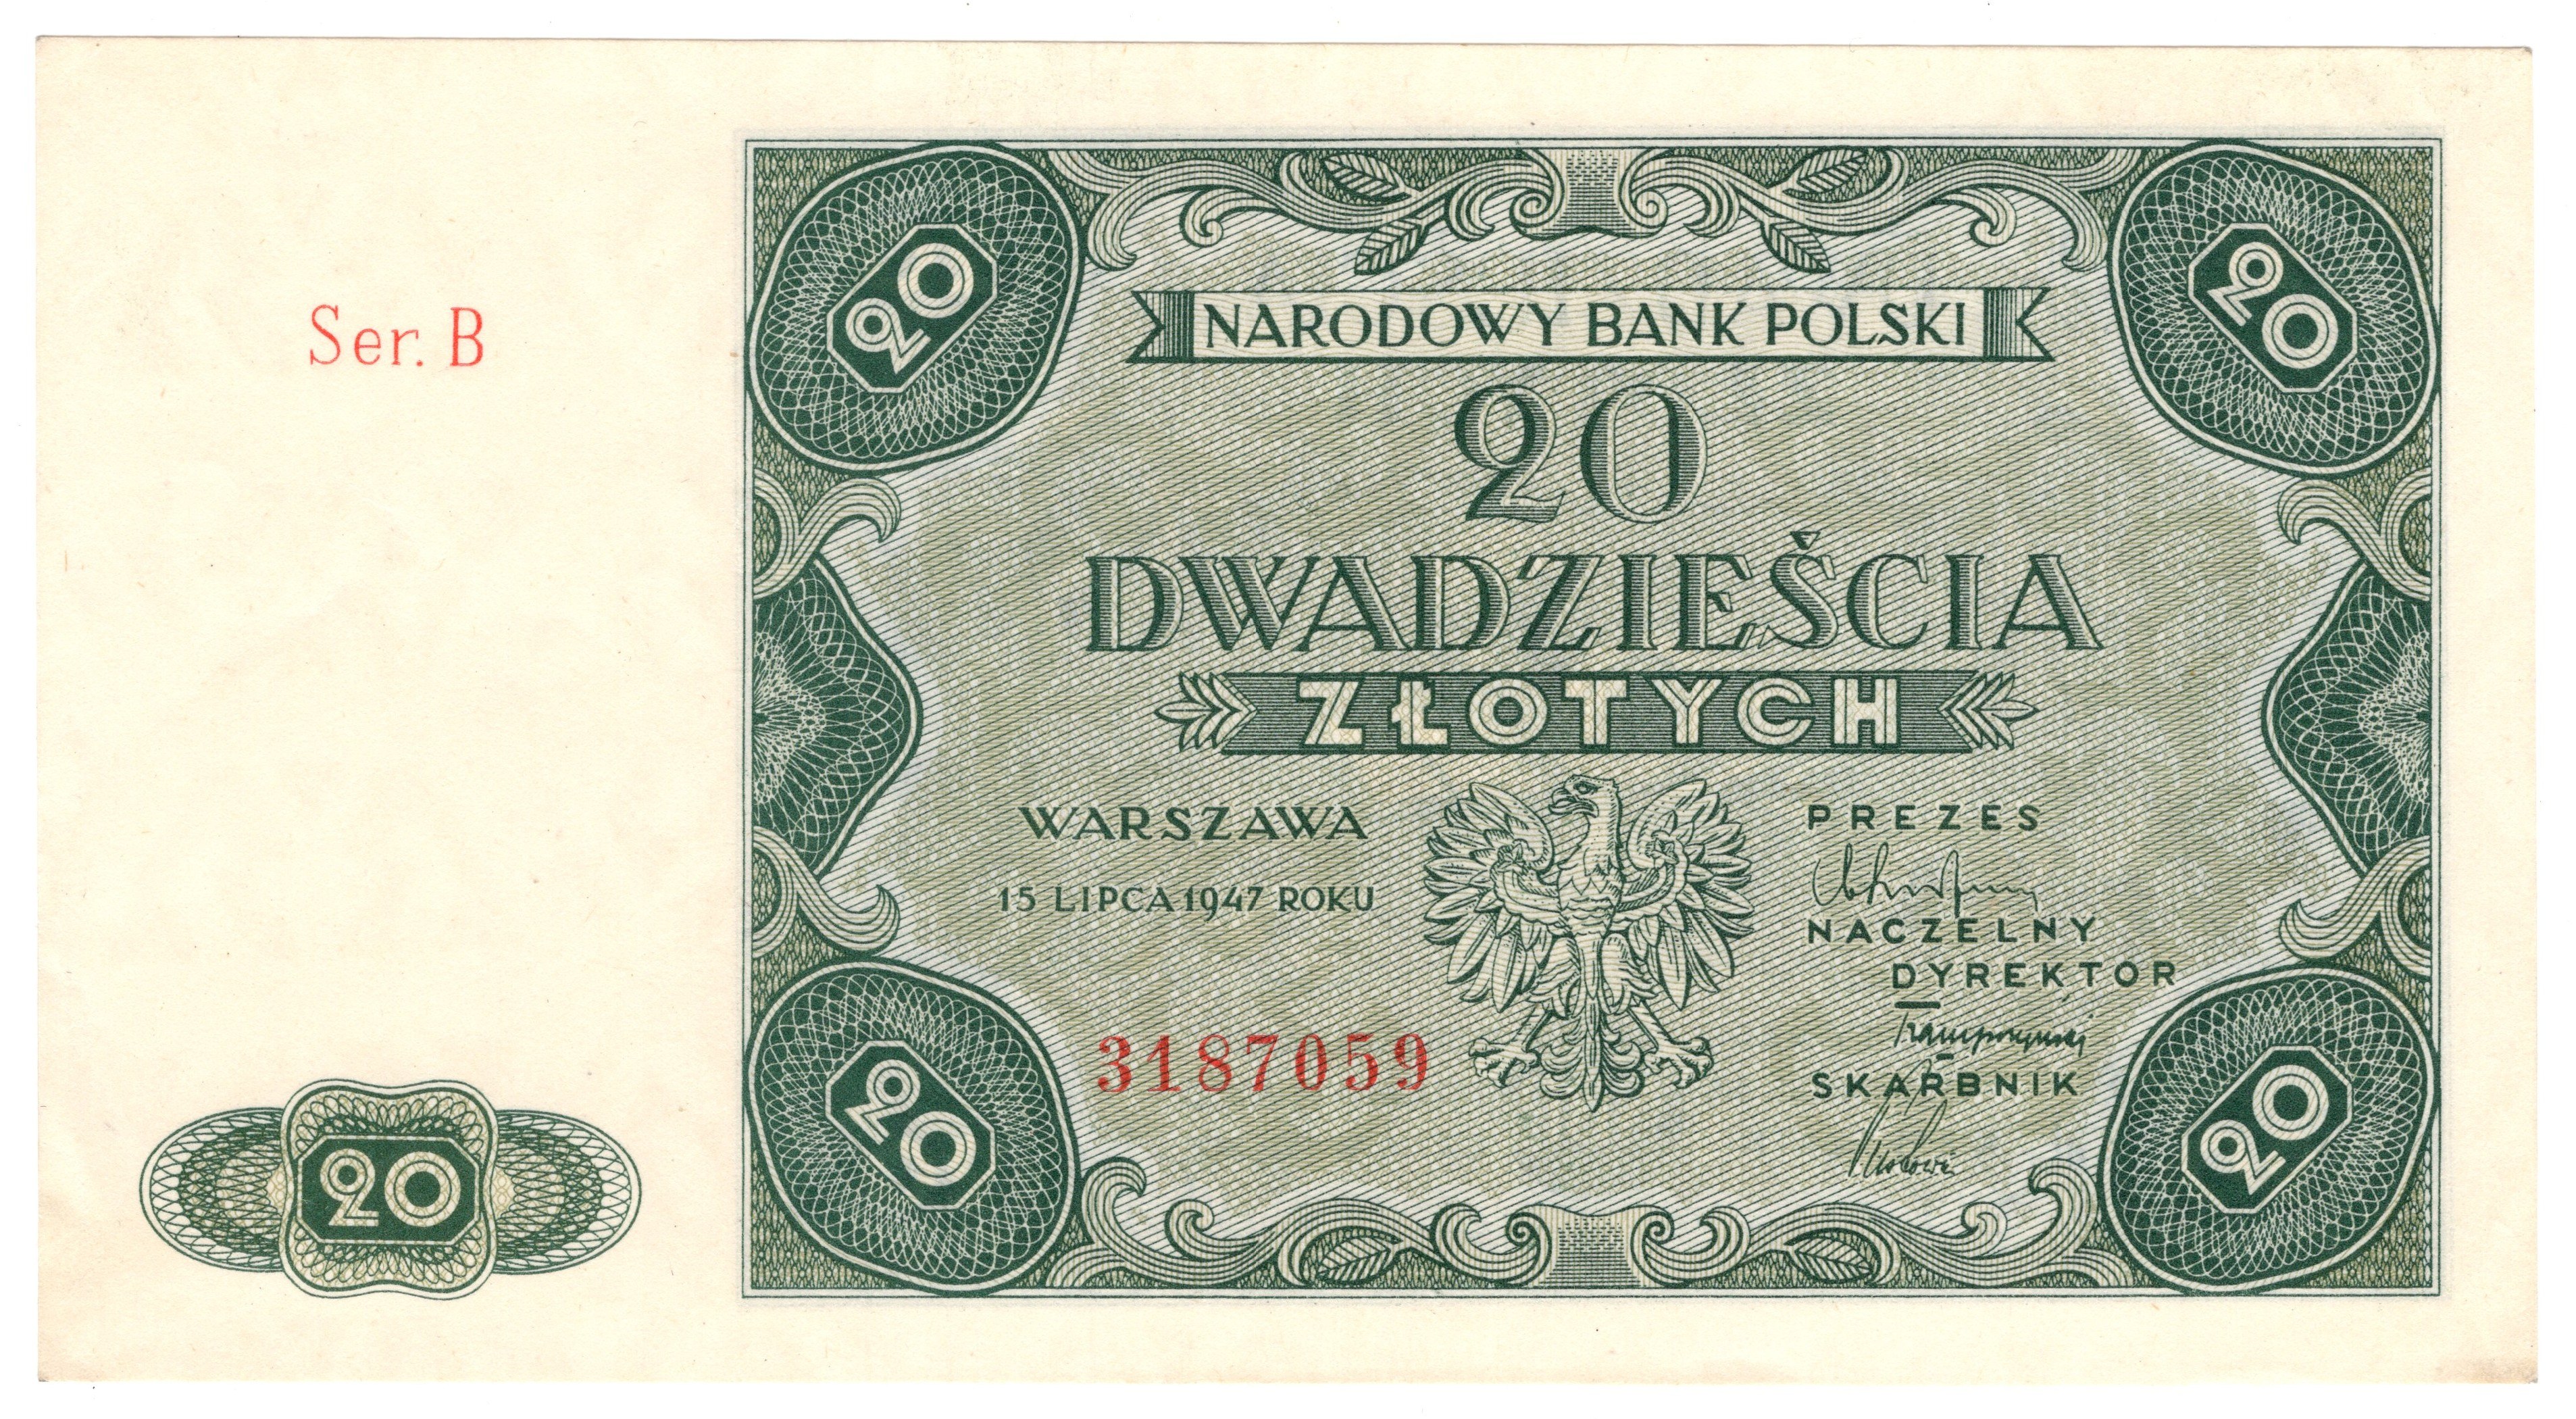 Ser. B
20
20
NARODOWY BANK POLSKI
20
DWADZIEŚCIA
ZŁOTYCH
WARSZAWA
15 LIPCA 1947 ROKU
PREZES
NACZELNY
DYREKTOR
SKARBNIK
3187059
20
20
20